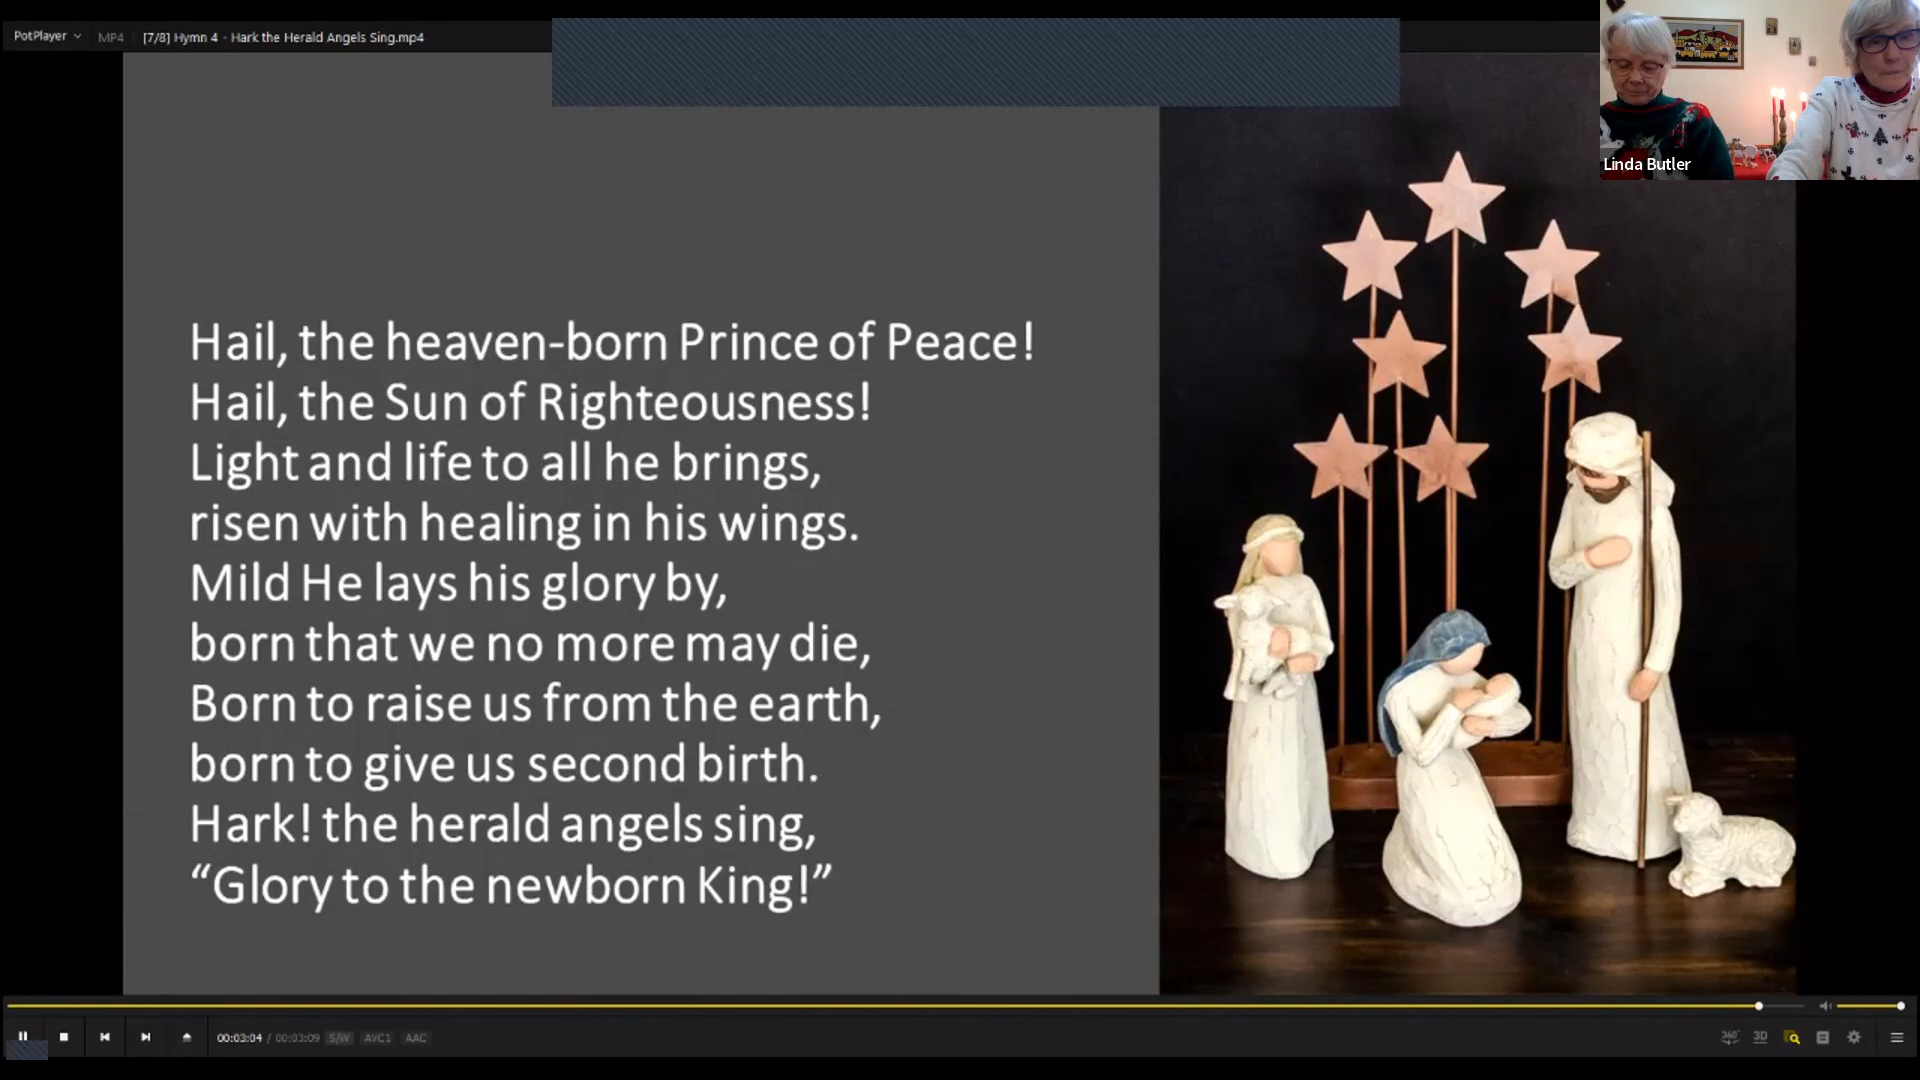 PotPlayer MP4 [7/8] Hymn 4 - Hark the Herald Angels Sing.mp4
Linda Butler
Hail, the heaven-born Prince of Peace!
Hail, the Sun of Righteousness!
Light and life to all he brings,
risen with healing in his wings.
Mild He lays his glory by,
born that we no more may die,
Born to raise us from the earth,
born to give us second birth.
Hark! the herald angels sing,
“Glory to the newborn King!”
00:03:04 / 00:03:09 S/W AVC1 AAC
360° 3D